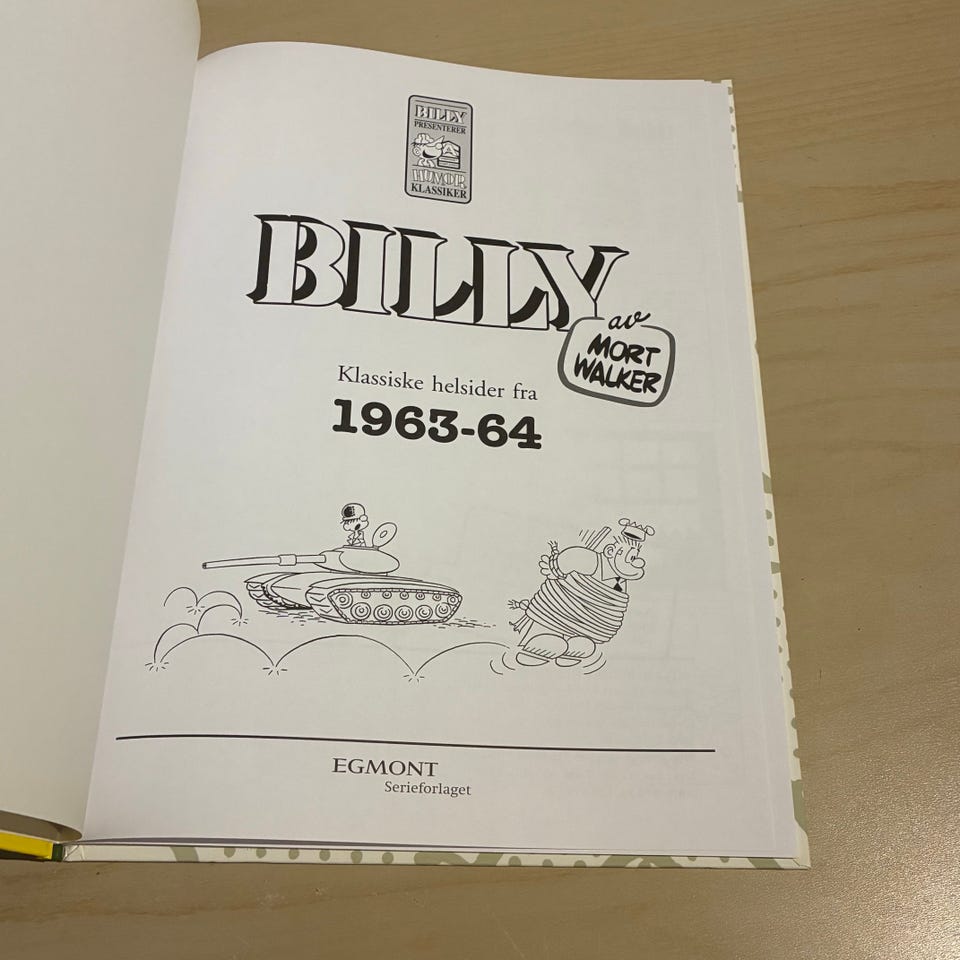 BILLY
PRESENTERER
HUMOR
KLASSIKER
BILLY
av
MORT
WALKER
Klassiske helsider fra
1963-64
EGMONT
Serieforlaget